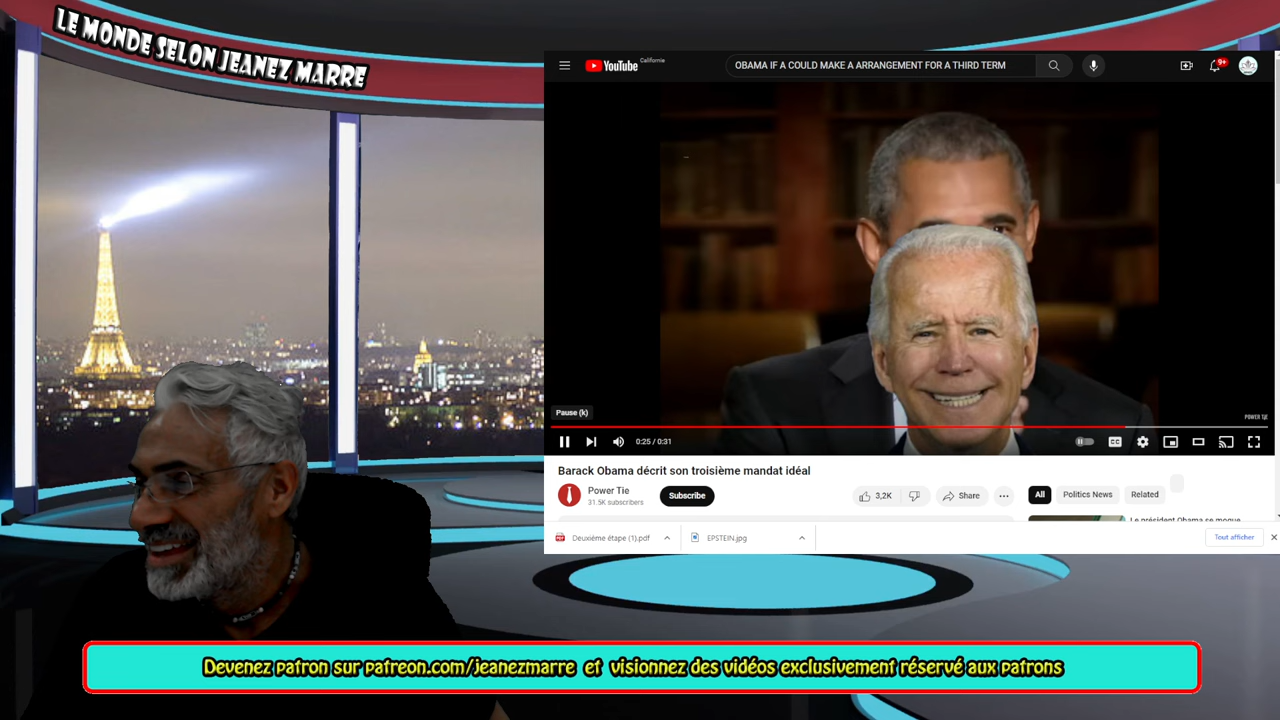 LE MONDE SELON JEANEZ MARRE
YouTube Californie
OBAMA IF A COULD MAKE A ARRANGEMENT FOR A THIRD TERM
9+
Pause (k)
POWER TIE
0:25 / 0:31
CC
Barack Obama décrit son troisième mandat idéal
Power Tie
31.5K subscribers
Subscribe
3,2K
Share
All
Politics News
Related
Le président Obama se moque
Deuxième étape (1).pdf
EPSTEIN.jpg
Tout afficher
Devenez patron sur patreon.com/jeanezmarre et visionnez des vidéos exclusivement réservé aux patrons